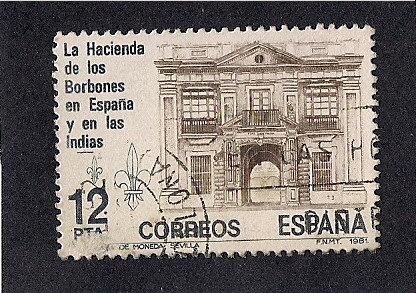 La Hacienda
de los
Borbones
en España
y en las
Indias
12
PTA
CORREOS ESPAÑA
DE MONEDA. SEVILLA
F.N.M.T. 1981